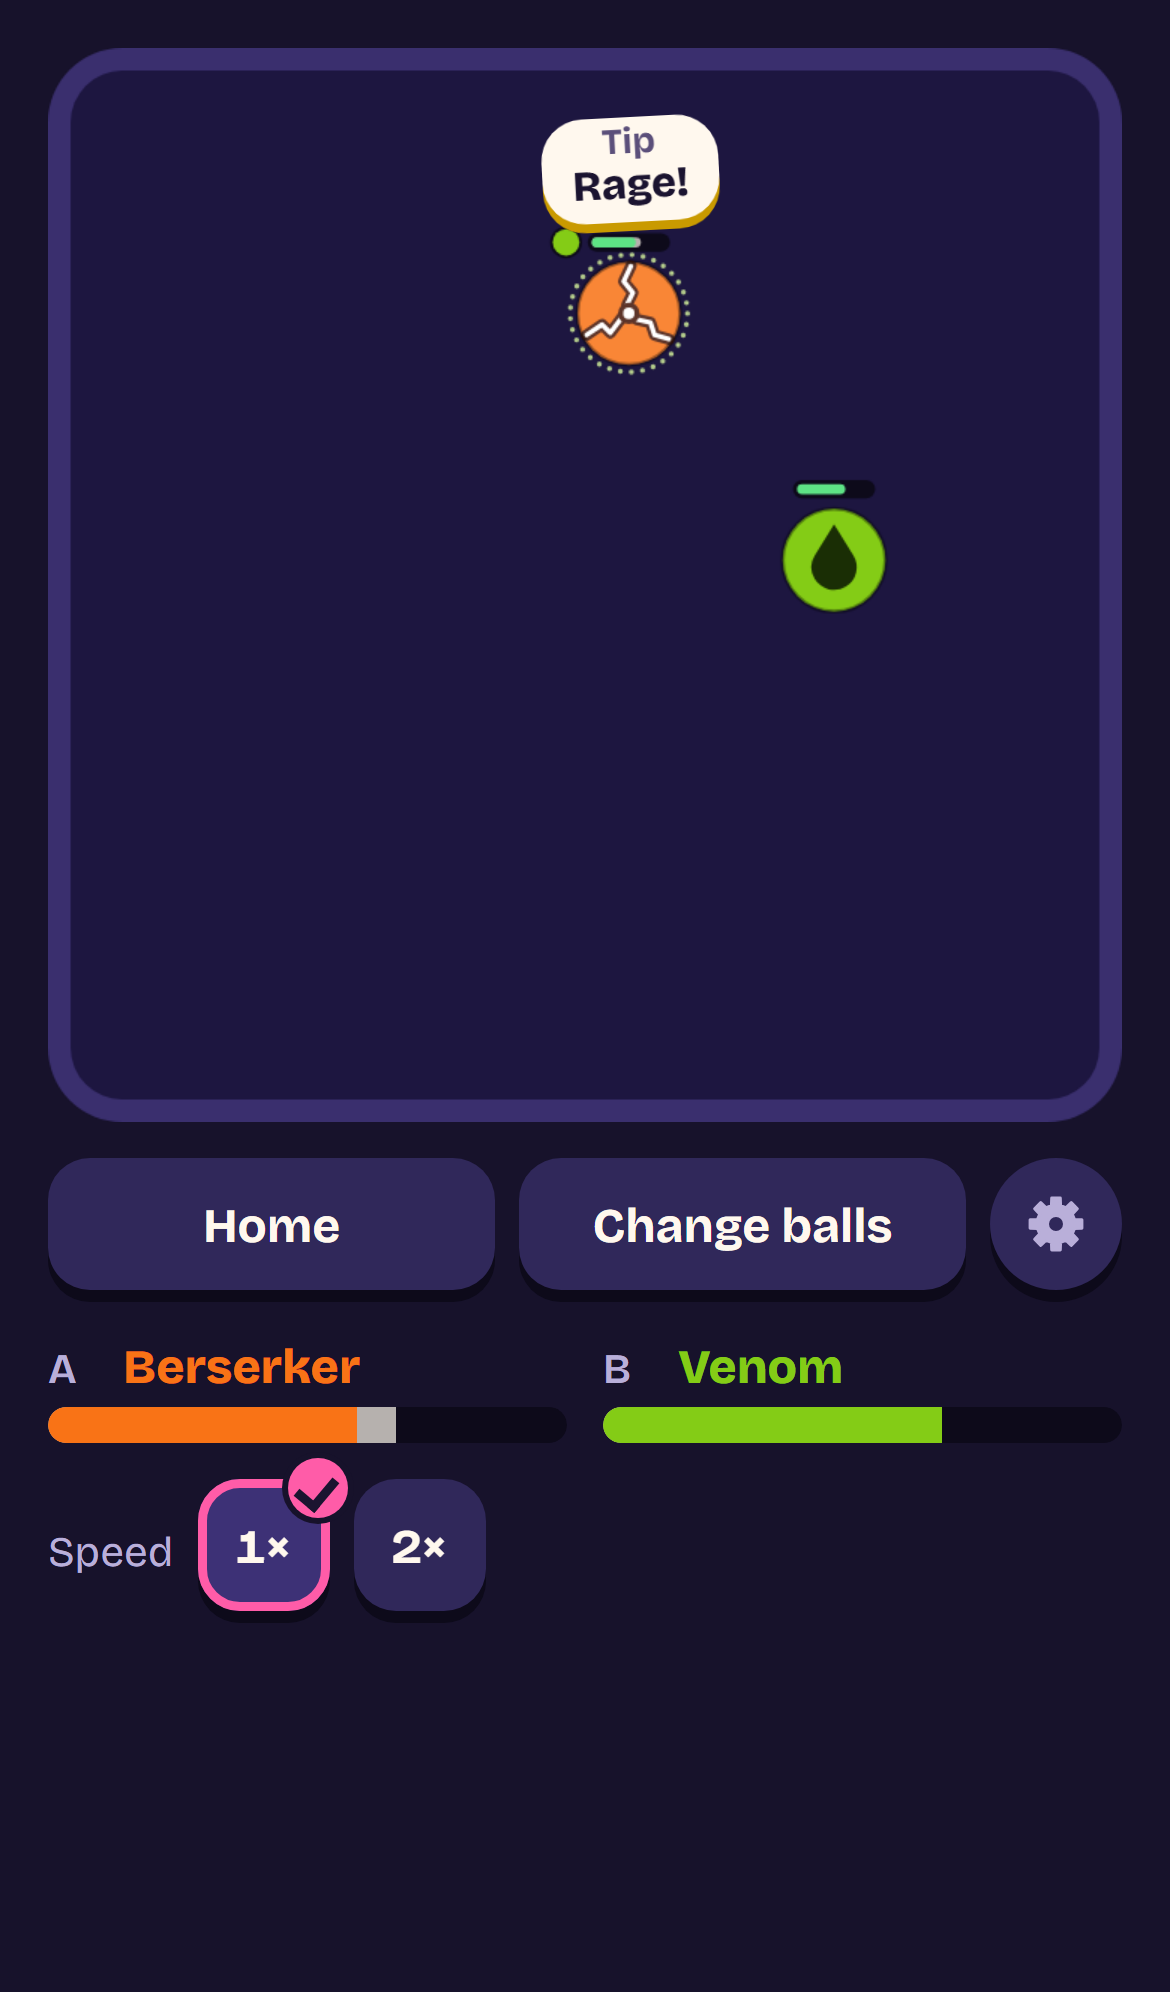 Tip
Rage!
Home
Change balls
A Berserker
B Venom
Speed 1× 2×